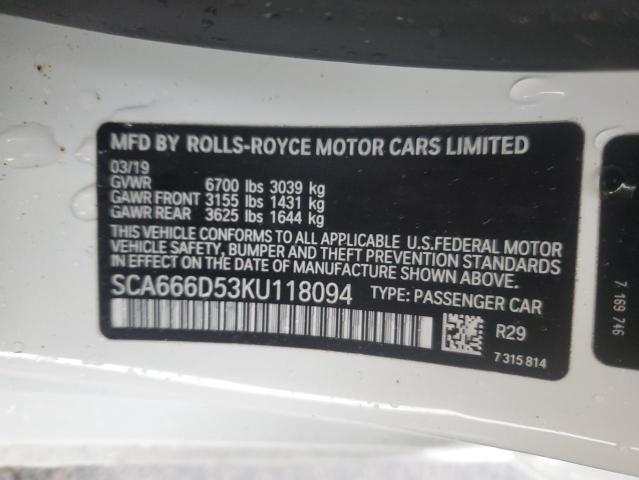 MFD BY ROLLS-ROYCE MOTOR CARS LIMITED
03/19
GVWR 6700 lbs 3039 kg
GAWR FRONT 3155 lbs 1431 kg
GAWR REAR 3625 lbs 1644 kg
THIS VEHICLE CONFORMS TO ALL APPLICABLE U.S.FEDERAL MOTOR
VEHICLE SAFETY, BUMPER AND THEFT PREVENTION STANDARDS
IN EFFECT ON THE DATE OF MANUFACTURE SHOWN ABOVE.
SCA666D53KU118094 TYPE: PASSENGER CAR
R29
7 315 814
7 169 746